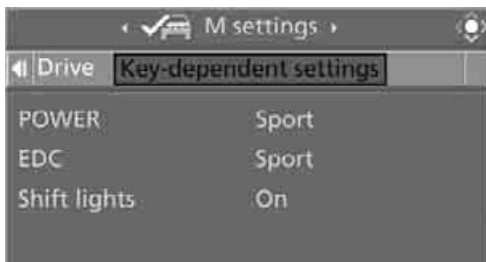 M settings
Drive Key-dependent settings
POWER Sport
EDC Sport
Shift lights On